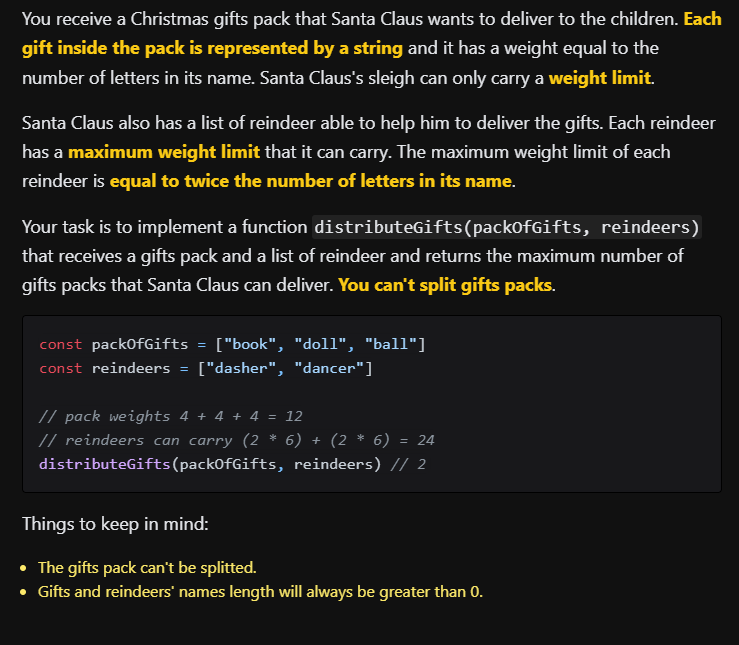 You receive a Christmas gifts pack that Santa Claus wants to deliver to the children. Each
gift inside the pack is represented by a string and it has a weight equal to the
number of letters in its name. Santa Claus's sleigh can only carry a weight limit.
Santa Claus also has a list of reindeer able to help him to deliver the gifts. Each reindeer
has a maximum weight limit that it can carry. The maximum weight limit of each
reindeer is equal to twice the number of letters in its name.
Your task is to implement a function distributeGifts(packOfGifts, reindeers)
that receives a gifts pack and a list of reindeer and returns the maximum number of
gifts packs that Santa Claus can deliver. You can't split gifts packs.
const packOfGifts = ["book", "doll", "ball"]
const reindeers = ["dasher", "dancer"]
// pack weights 4 + 4 + 4 = 12
// reindeers can carry (2 * 6) + (2 * 6) = 24
distributeGifts(packOfGifts, reindeers) // 2
Things to keep in mind:
• The gifts pack can't be splitted.
• Gifts and reindeers' names length will always be greater than 0.